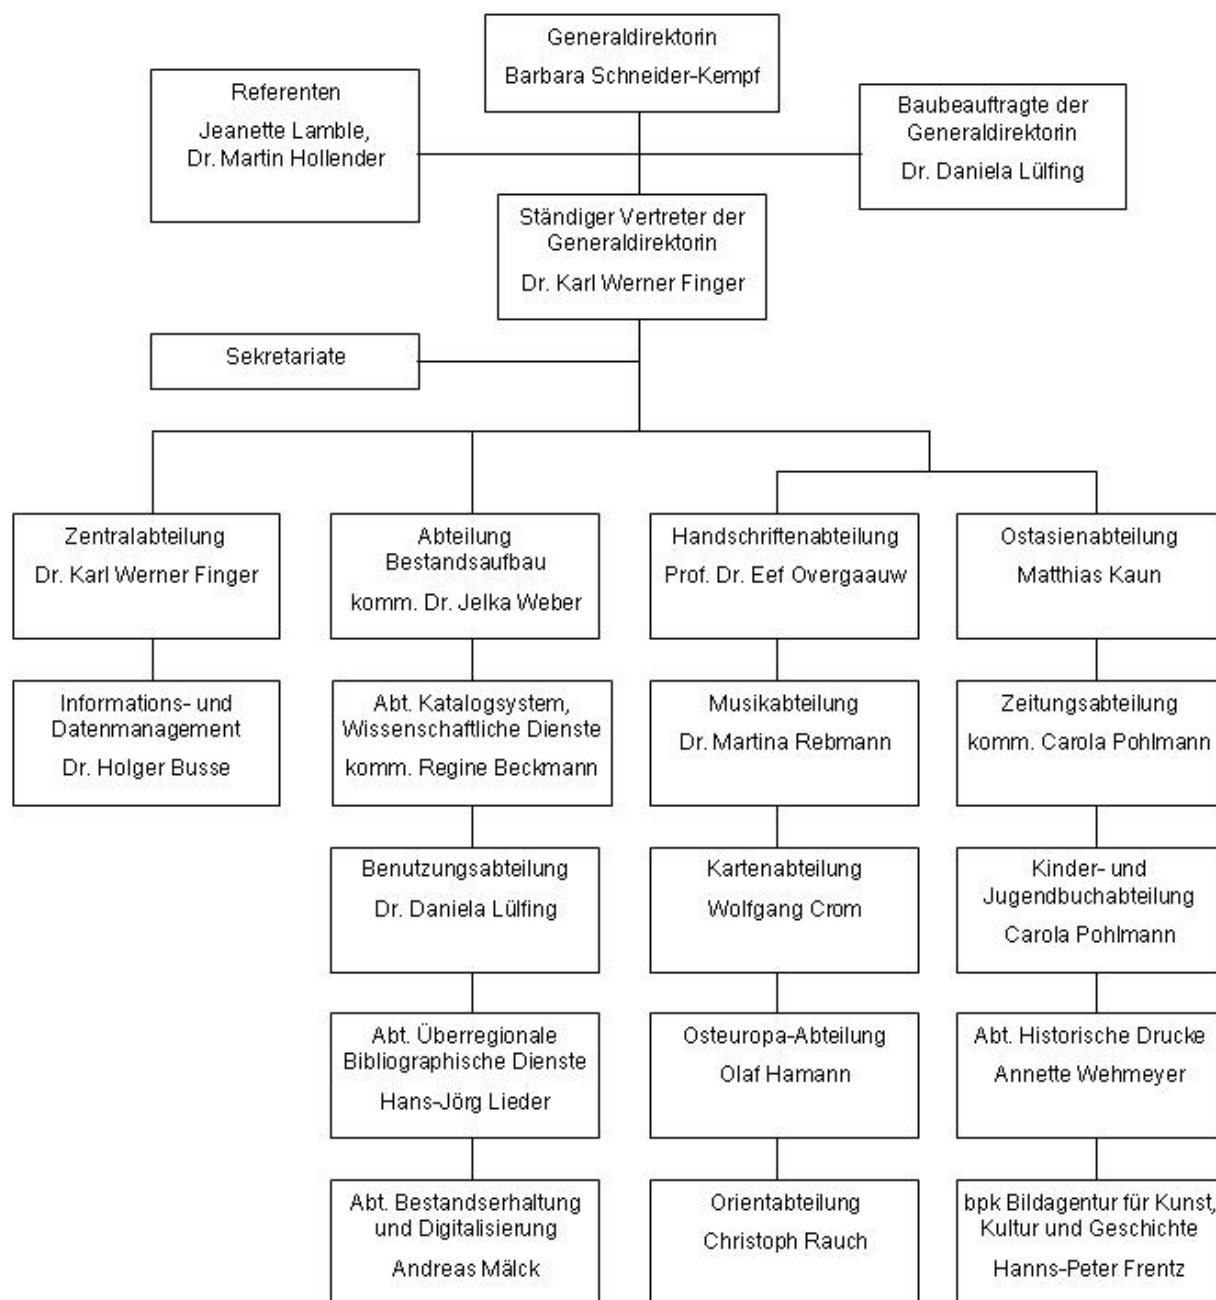 Generaldirektorin
Barbara Schneider-Kempf
Referenten
Jeanette Lamble,
Dr. Martin Hollender
Baubeauftragte der
Generaldirektorin
Dr. Daniela Lülfing
Ständiger Vertreter der
Generaldirektorin
Dr. Karl Werner Finger
Sekretariate
Zentralabteilung
Dr. Karl Werner Finger
Informations- und
Datenmanagement
Dr. Holger Busse
Abteilung
Bestandsaufbau
komm. Dr. Jelka Weber
Abt. Katalogsystem,
Wissenschaftliche Dienste
komm. Regine Beckmann
Benutzungsabteilung
Dr. Daniela Lülfing
Abt. Überregionale
Bibliographische Dienste
Hans-Jörg Lieder
Abt. Bestandserhaltung
und Digitalisierung
Andreas Mälck
Handschriftenabteilung
Prof. Dr. Eef Overgaauw
Musikabteilung
Dr. Martina Rebmann
Kartenabteilung
Wolfgang Crom
Osteuropa-Abteilung
Olaf Hamann
Orientabteilung
Christoph Rauch
Ostasienabteilung
Matthias Kaun
Zeitungsabteilung
komm. Carola Pohlmann
Kinder- und
Jugendbuchabteilung
Carola Pohlmann
Abt. Historische Drucke
Annette Wehmeyer
bpk Bildagentur für Kunst,
Kultur und Geschichte
Hanns-Peter Frentz